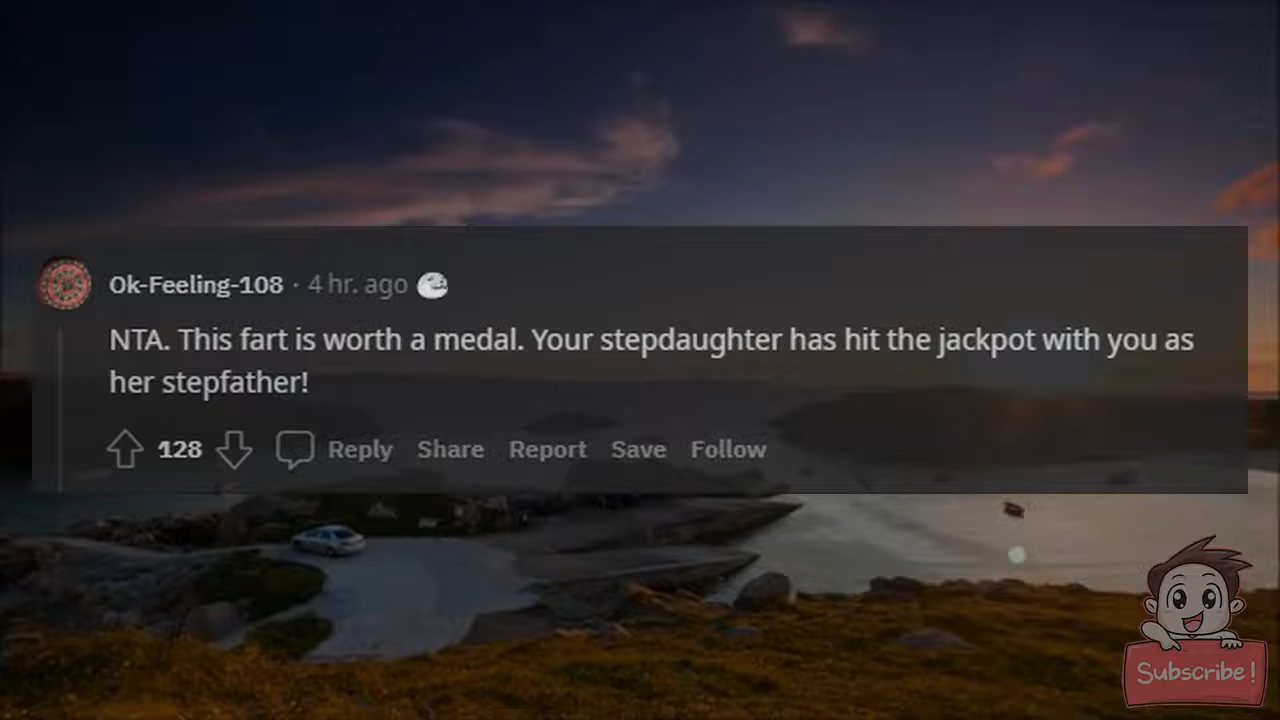 Ok-Feeling-108 · 4 hr. ago
NTA. This fart is worth a medal. Your stepdaughter has hit the jackpot with you as
her stepfather!
128 Reply Share Report Save Follow
Subscribe!